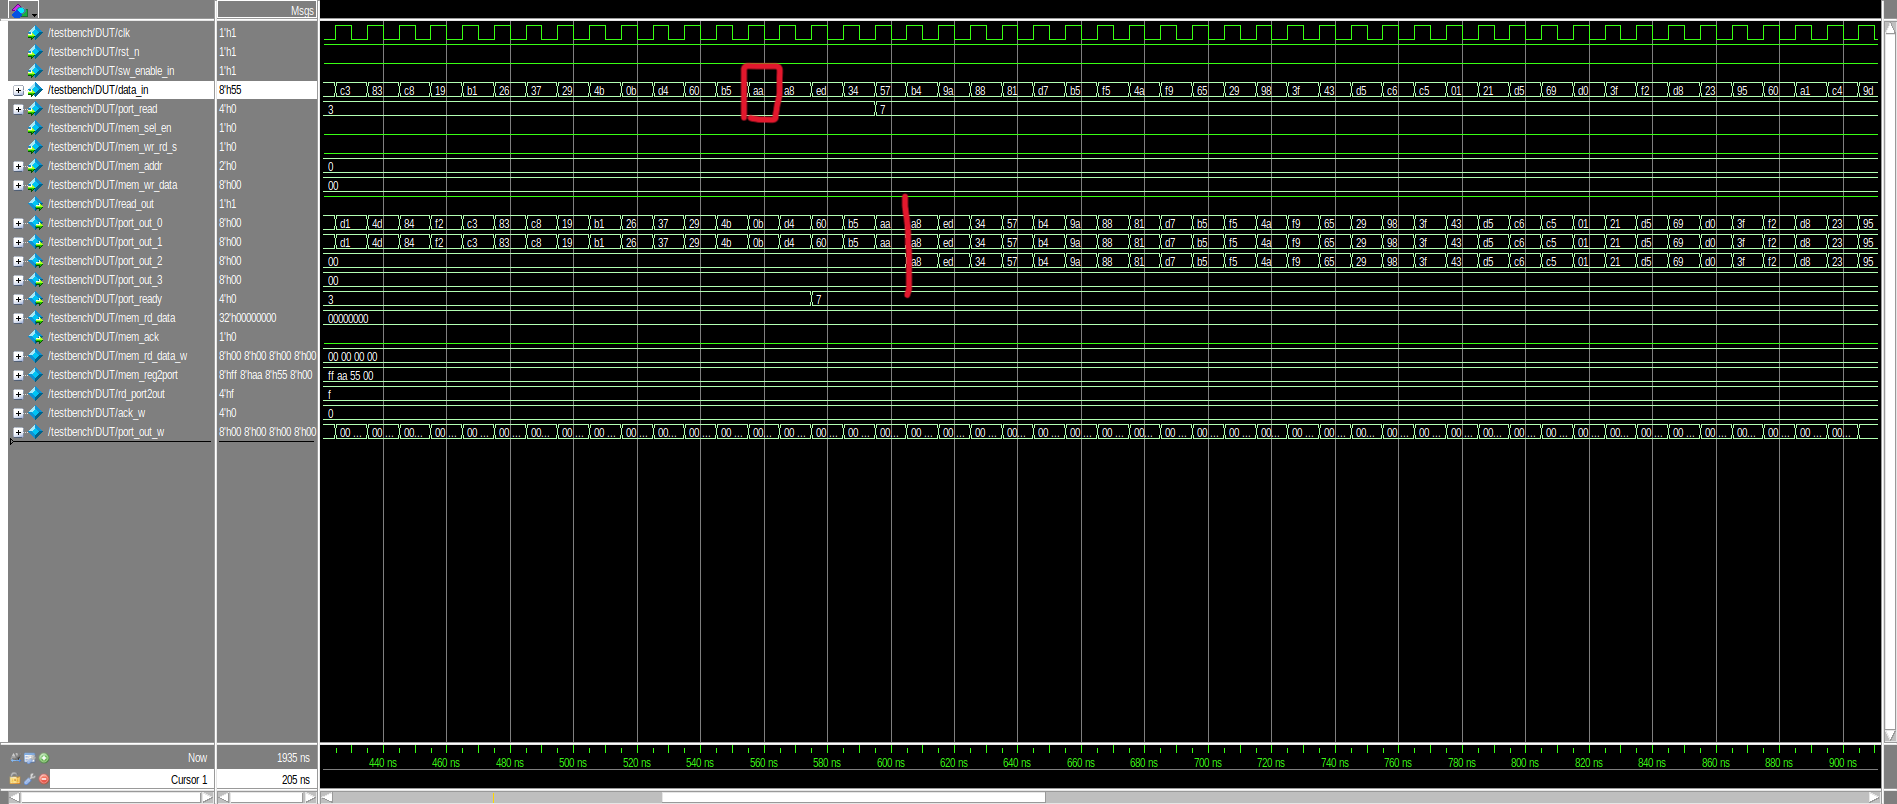 Msgs
/testbench/DUT/clk 1'h1
/testbench/DUT/rst_n 1'h1
/testbench/DUT/sw_enable_in 1'h1
/testbench/DUT/data_in 8'h55 c3 83 c8 19 b1 26 37 29 4b 0b d4 60 b5 aa a8 ed 34 57 b4 9a 88 81 d7 b5 f5 4a f9 65 29 98 3f 43 d5 c6 c5 01 21 d5 69 d0 3f f2 d8 23 95 60 a1 c4 9d
/testbench/DUT/port_read 4'h0 3 7
/testbench/DUT/mem_sel_en 1'h0
/testbench/DUT/mem_wr_rd_s 1'h0
/testbench/DUT/mem_addr 2'h0 0
/testbench/DUT/mem_wr_data 8'h00 00
/testbench/DUT/read_out 1'h1
/testbench/DUT/port_out_0 8'h00 d1 4d 84 f2 c3 83 c8 19 b1 26 37 29 4b 0b d4 60 b5 aa a8 ed 34 57 b4 9a 88 81 d7 b5 f5 4a f9 65 29 98 3f 43 d5 c6 c5 01 21 d5 69 d0 3f f2 d8 23 95
/testbench/DUT/port_out_1 8'h00 d1 4d 84 f2 c3 83 c8 19 b1 26 37 29 4b 0b d4 60 b5 aa a8 ed 34 57 b4 9a 88 81 d7 b5 f5 4a f9 65 29 98 3f 43 d5 c6 c5 01 21 d5 69 d0 3f f2 d8 23 95
/testbench/DUT/port_out_2 8'h00 00 a8 ed 34 57 b4 9a 88 81 d7 b5 f5 4a f9 65 29 98 3f 43 d5 c6 c5 01 21 d5 69 d0 3f f2 d8 23 95
/testbench/DUT/port_out_3 8'h00 00
/testbench/DUT/port_ready 4'h0 3 7
/testbench/DUT/mem_rd_data 32'h00000000 00000000
/testbench/DUT/mem_ack 1'h0
/testbench/DUT/mem_rd_data_w 8'h00 8'h00 8'h00 8'h00 00 00 00 00
/testbench/DUT/mem_reg2port 8'hff 8'haa 8'h55 8'h00 ff aa 55 00
/testbench/DUT/rd_port2out 4'hf f
/testbench/DUT/ack_w 4'h0 0
/testbench/DUT/port_out_w 8'h00 8'h00 8'h00 8'h00 00 ... 00 ... 00... 00 ... 00 ... 00... 00 ... 00 ... 00 ... 00 ... 00... 00 ... 00 ... 00 ... 00 ... 00... 00 ... 00... 00 ... 00 ... 00 ... 00... 00 ... 00 ... 00 ... 00 ... 00... 00 ... 00 ... 00 ... 00 ... 00 ... 00... 00 ... 00 ... 00... 00 ... 00 ... 00 ... 00 ... 00... 00 ... 00 ... 00 ... 00... 00 ... 00 ... 00...
Now 1935 ns 440 ns 460 ns 480 ns 500 ns 520 ns 540 ns 560 ns 580 ns 600 ns 620 ns 640 ns 660 ns 680 ns 700 ns 720 ns 740 ns 760 ns 780 ns 800 ns 820 ns 840 ns 860 ns 880 ns 900 ns
Cursor 1 205 ns